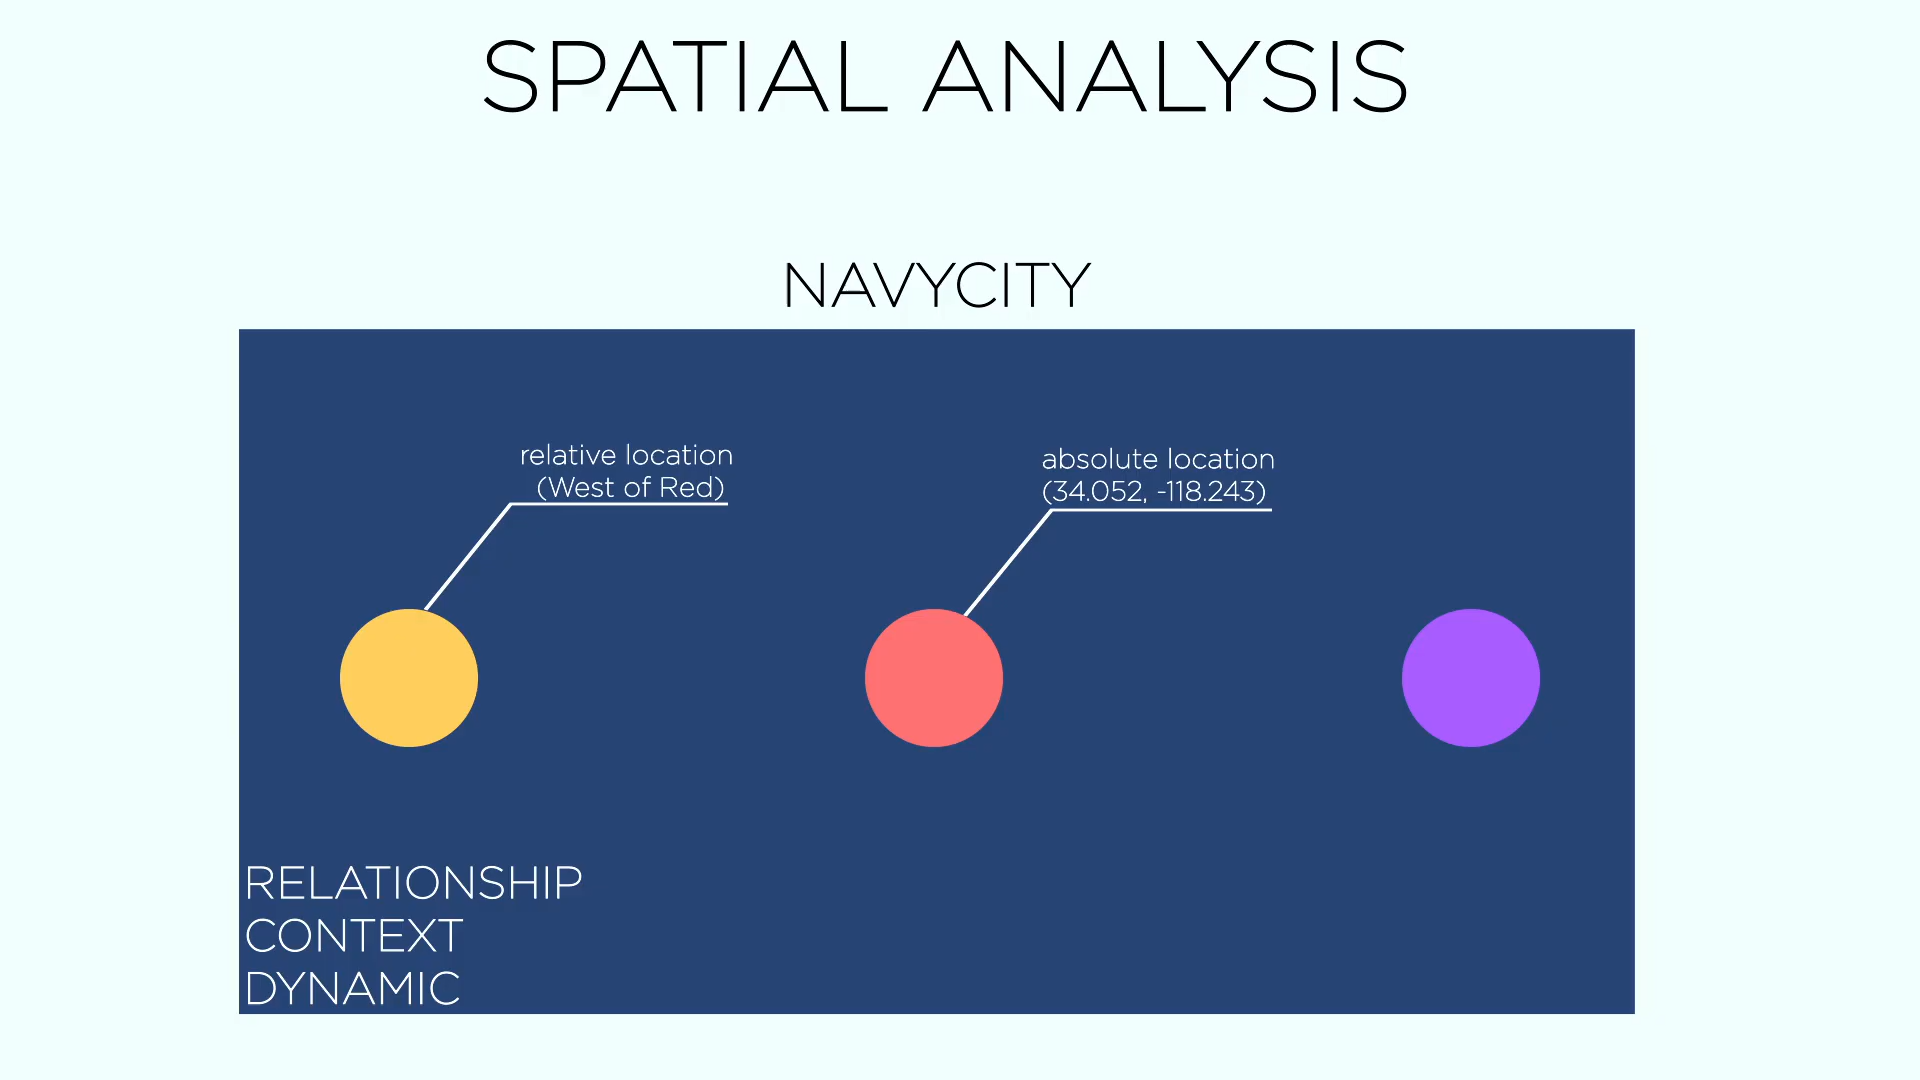 SPATIAL ANALYSIS
NAVYCITY
relative location
(West of Red)
absolute location
(34.052, -118.243)
RELATIONSHIP
CONTEXT
DYNAMIC